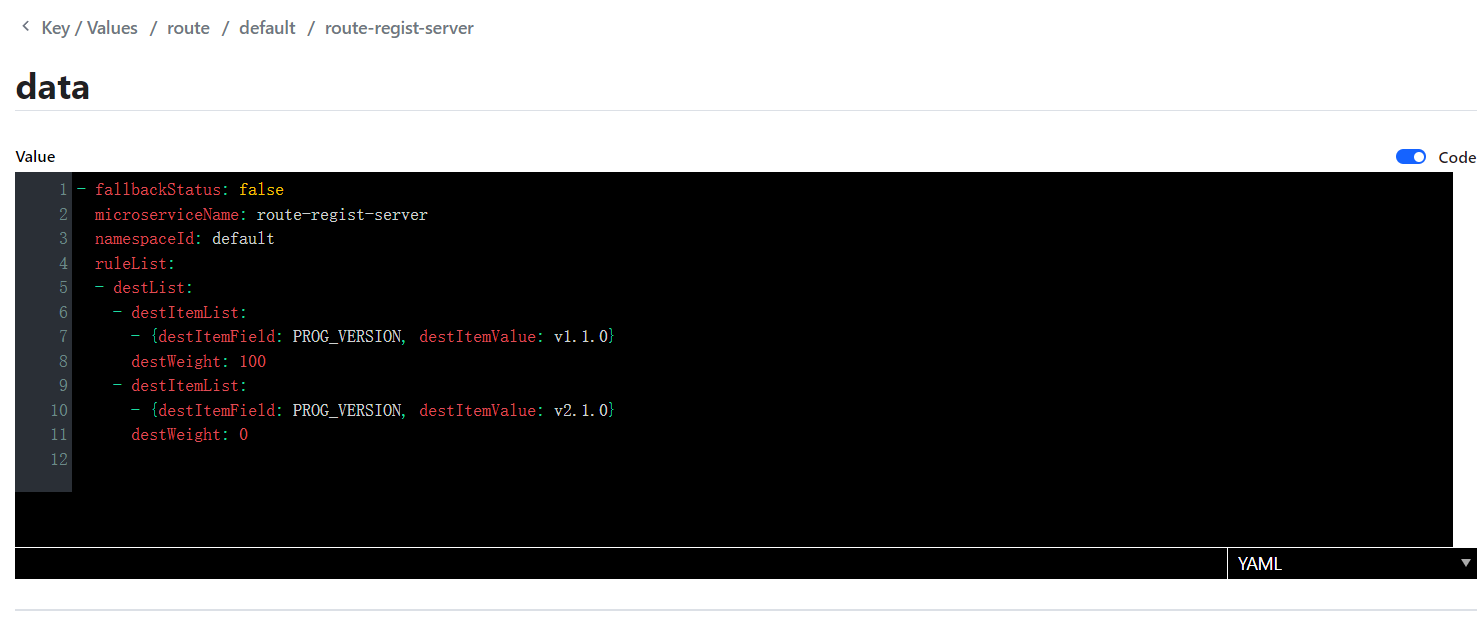 Key / Values / route / default / route-regist-server
data
Value
Code
1 - fallbackStatus: false
2 microserviceName: route-regist-server
3 namespaceId: default
4 ruleList:
5 - destList:
6 - destItemList:
7 - {destItemField: PROG_VERSION, destItemValue: v1.1.0}
8 destWeight: 100
9 - destItemList:
10 - {destItemField: PROG_VERSION, destItemValue: v2.1.0}
11 destWeight: 0
12
YAML